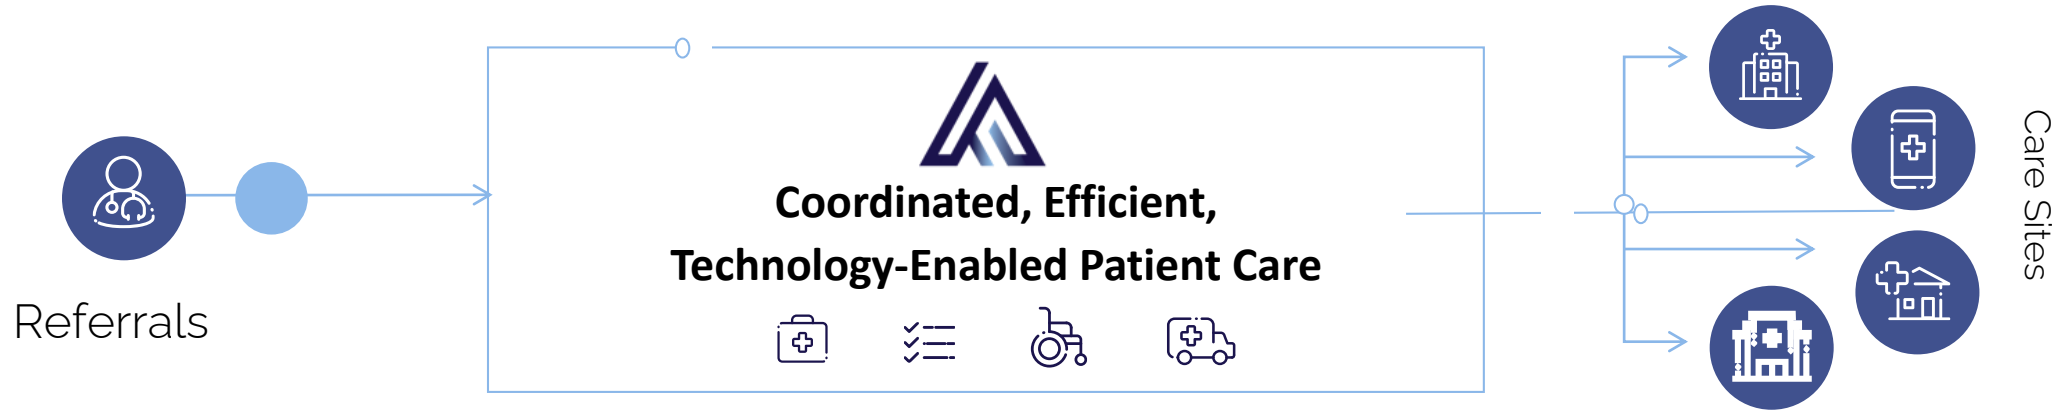 Referrals
Coordinated, Efficient,
Technology-Enabled Patient Care
Care Sites